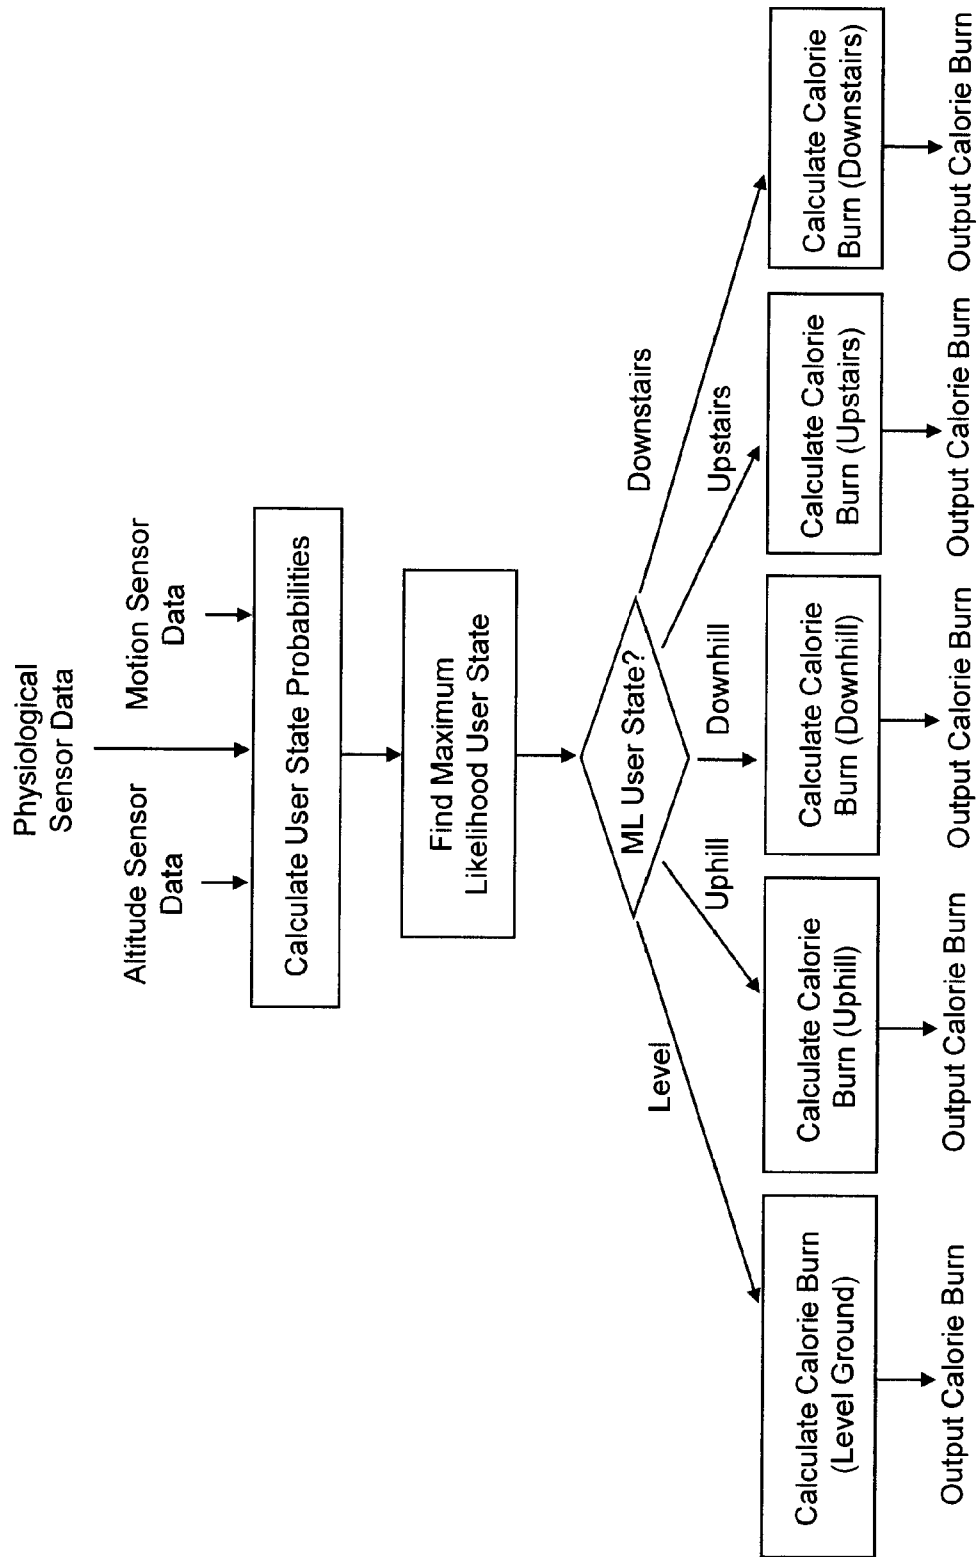 Physiological
Sensor Data
Altitude Sensor
Data
Motion Sensor
Data
Calculate User State Probabilities
Find Maximum
Likelihood User State
ML User State?
Level
Uphill
Downhill
Upstairs
Downstairs
Calculate Calorie Burn
(Level Ground)
Calculate Calorie
Burn (Uphill)
Calculate Calorie
Burn (Downhill)
Calculate Calorie
Burn (Upstairs)
Calculate Calorie
Burn (Downstairs)
Output Calorie Burn
Output Calorie Burn
Output Calorie Burn
Output Calorie Burn
Output Calorie Burn